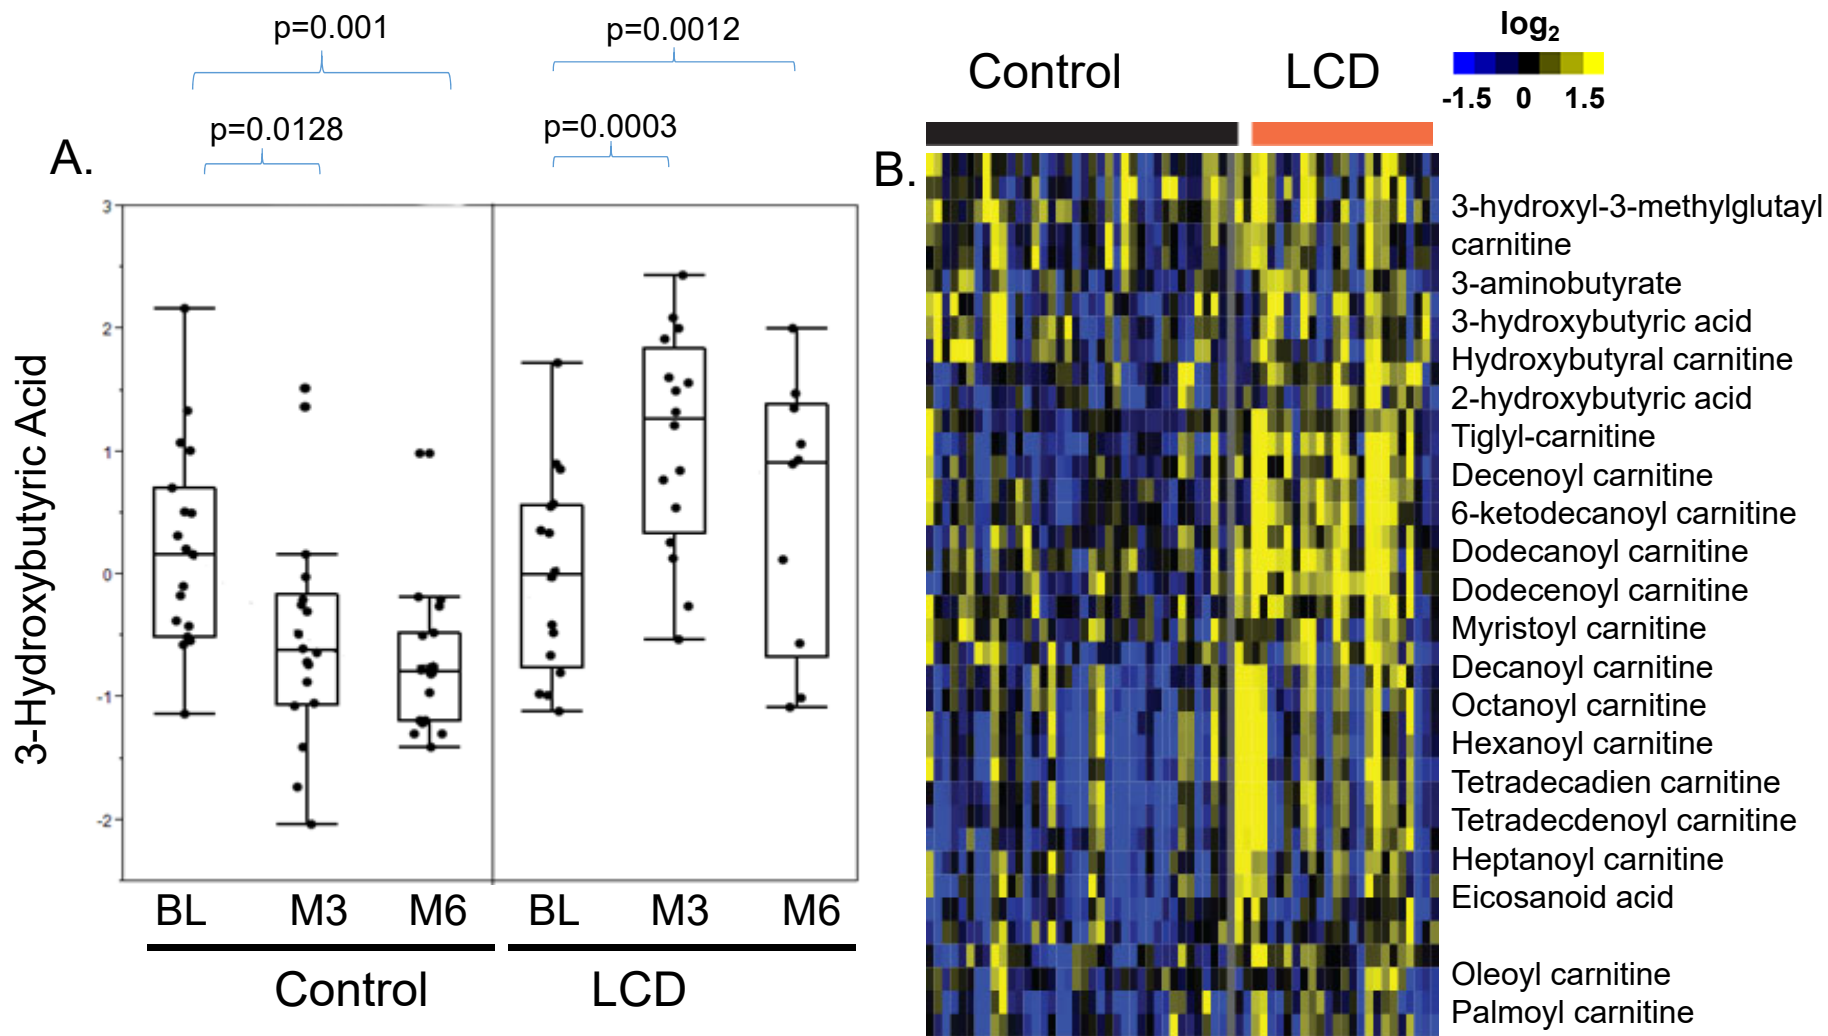 p=0.001
p=0.0012
p=0.0128
p=0.0003
A.
3
2
1
0
-1
-2
3-Hydroxybutyric Acid
BL M3 M6 BL M3 M6
Control LCD
log2
-1.5 0 1.5
Control LCD
B.
3-hydroxyl-3-methylglutayl
carnitine
3-aminobutyrate
3-hydroxybutyric acid
Hydroxybutyral carnitine
2-hydroxybutyric acid
Tiglyl-carnitine
Decenoyl carnitine
6-ketodecanoyl carnitine
Dodecanoyl carnitine
Dodecenoyl carnitine
Myristoyl carnitine
Decanoyl carnitine
Octanoyl carnitine
Hexanoyl carnitine
Tetradecadien carnitine
Tetradecdenoyl carnitine
Heptanoyl carnitine
Eicosanoid acid
Oleoyl carnitine
Palmoyl carnitine